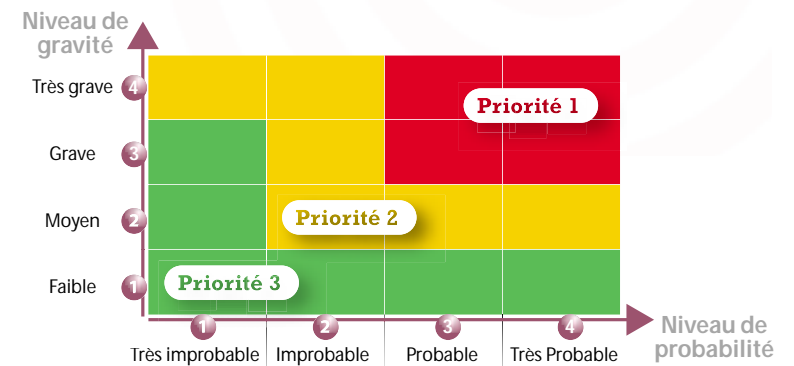 Niveau de
gravité
Très grave 4
Priorité 1
Grave 3
Moyen 2
Priorité 2
Faible 1
Priorité 3
1 2 3 4
Très improbable Improbable Probable Très Probable
Niveau de
probabilité